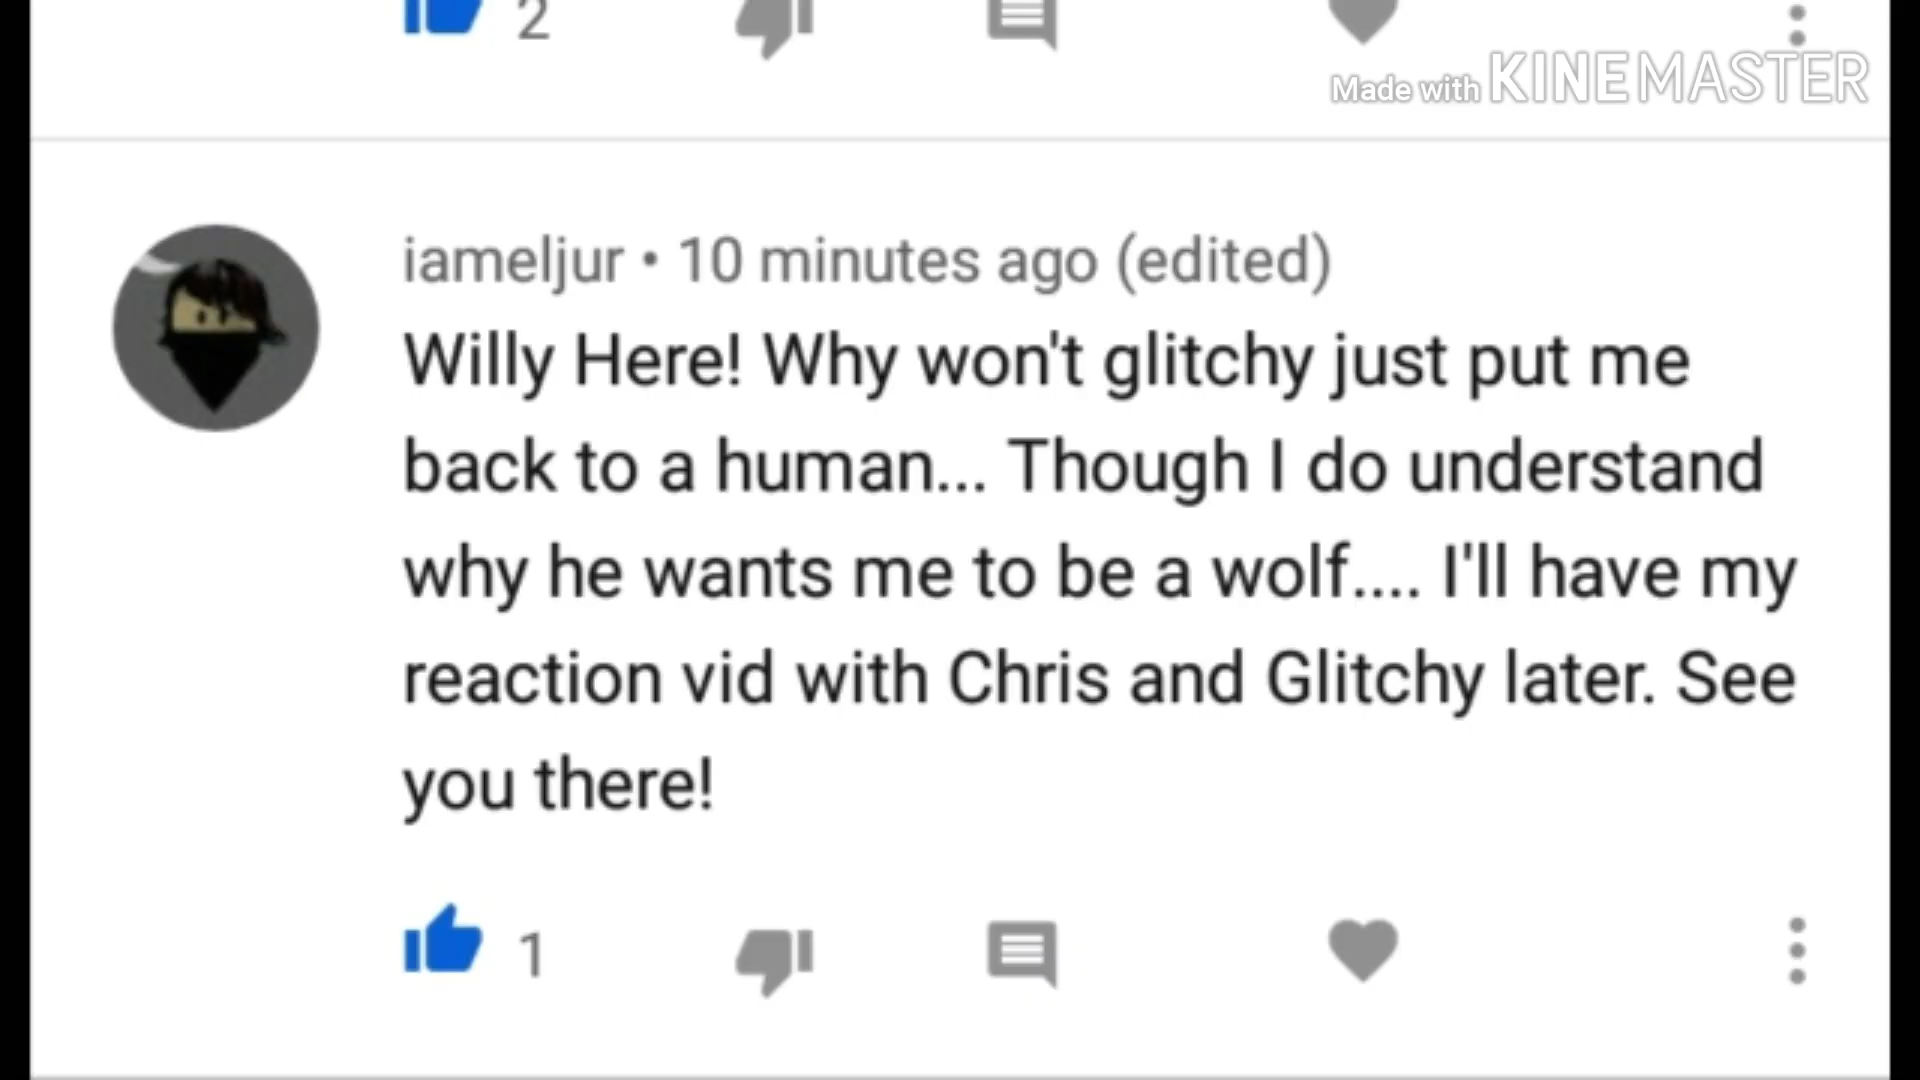 2
Made with KINEMASTER
iameljur • 10 minutes ago (edited)
Willy Here! Why won't glitchy just put me
back to a human... Though I do understand
why he wants me to be a wolf.... I'll have my
reaction vid with Chris and Glitchy later. See
you there!
1